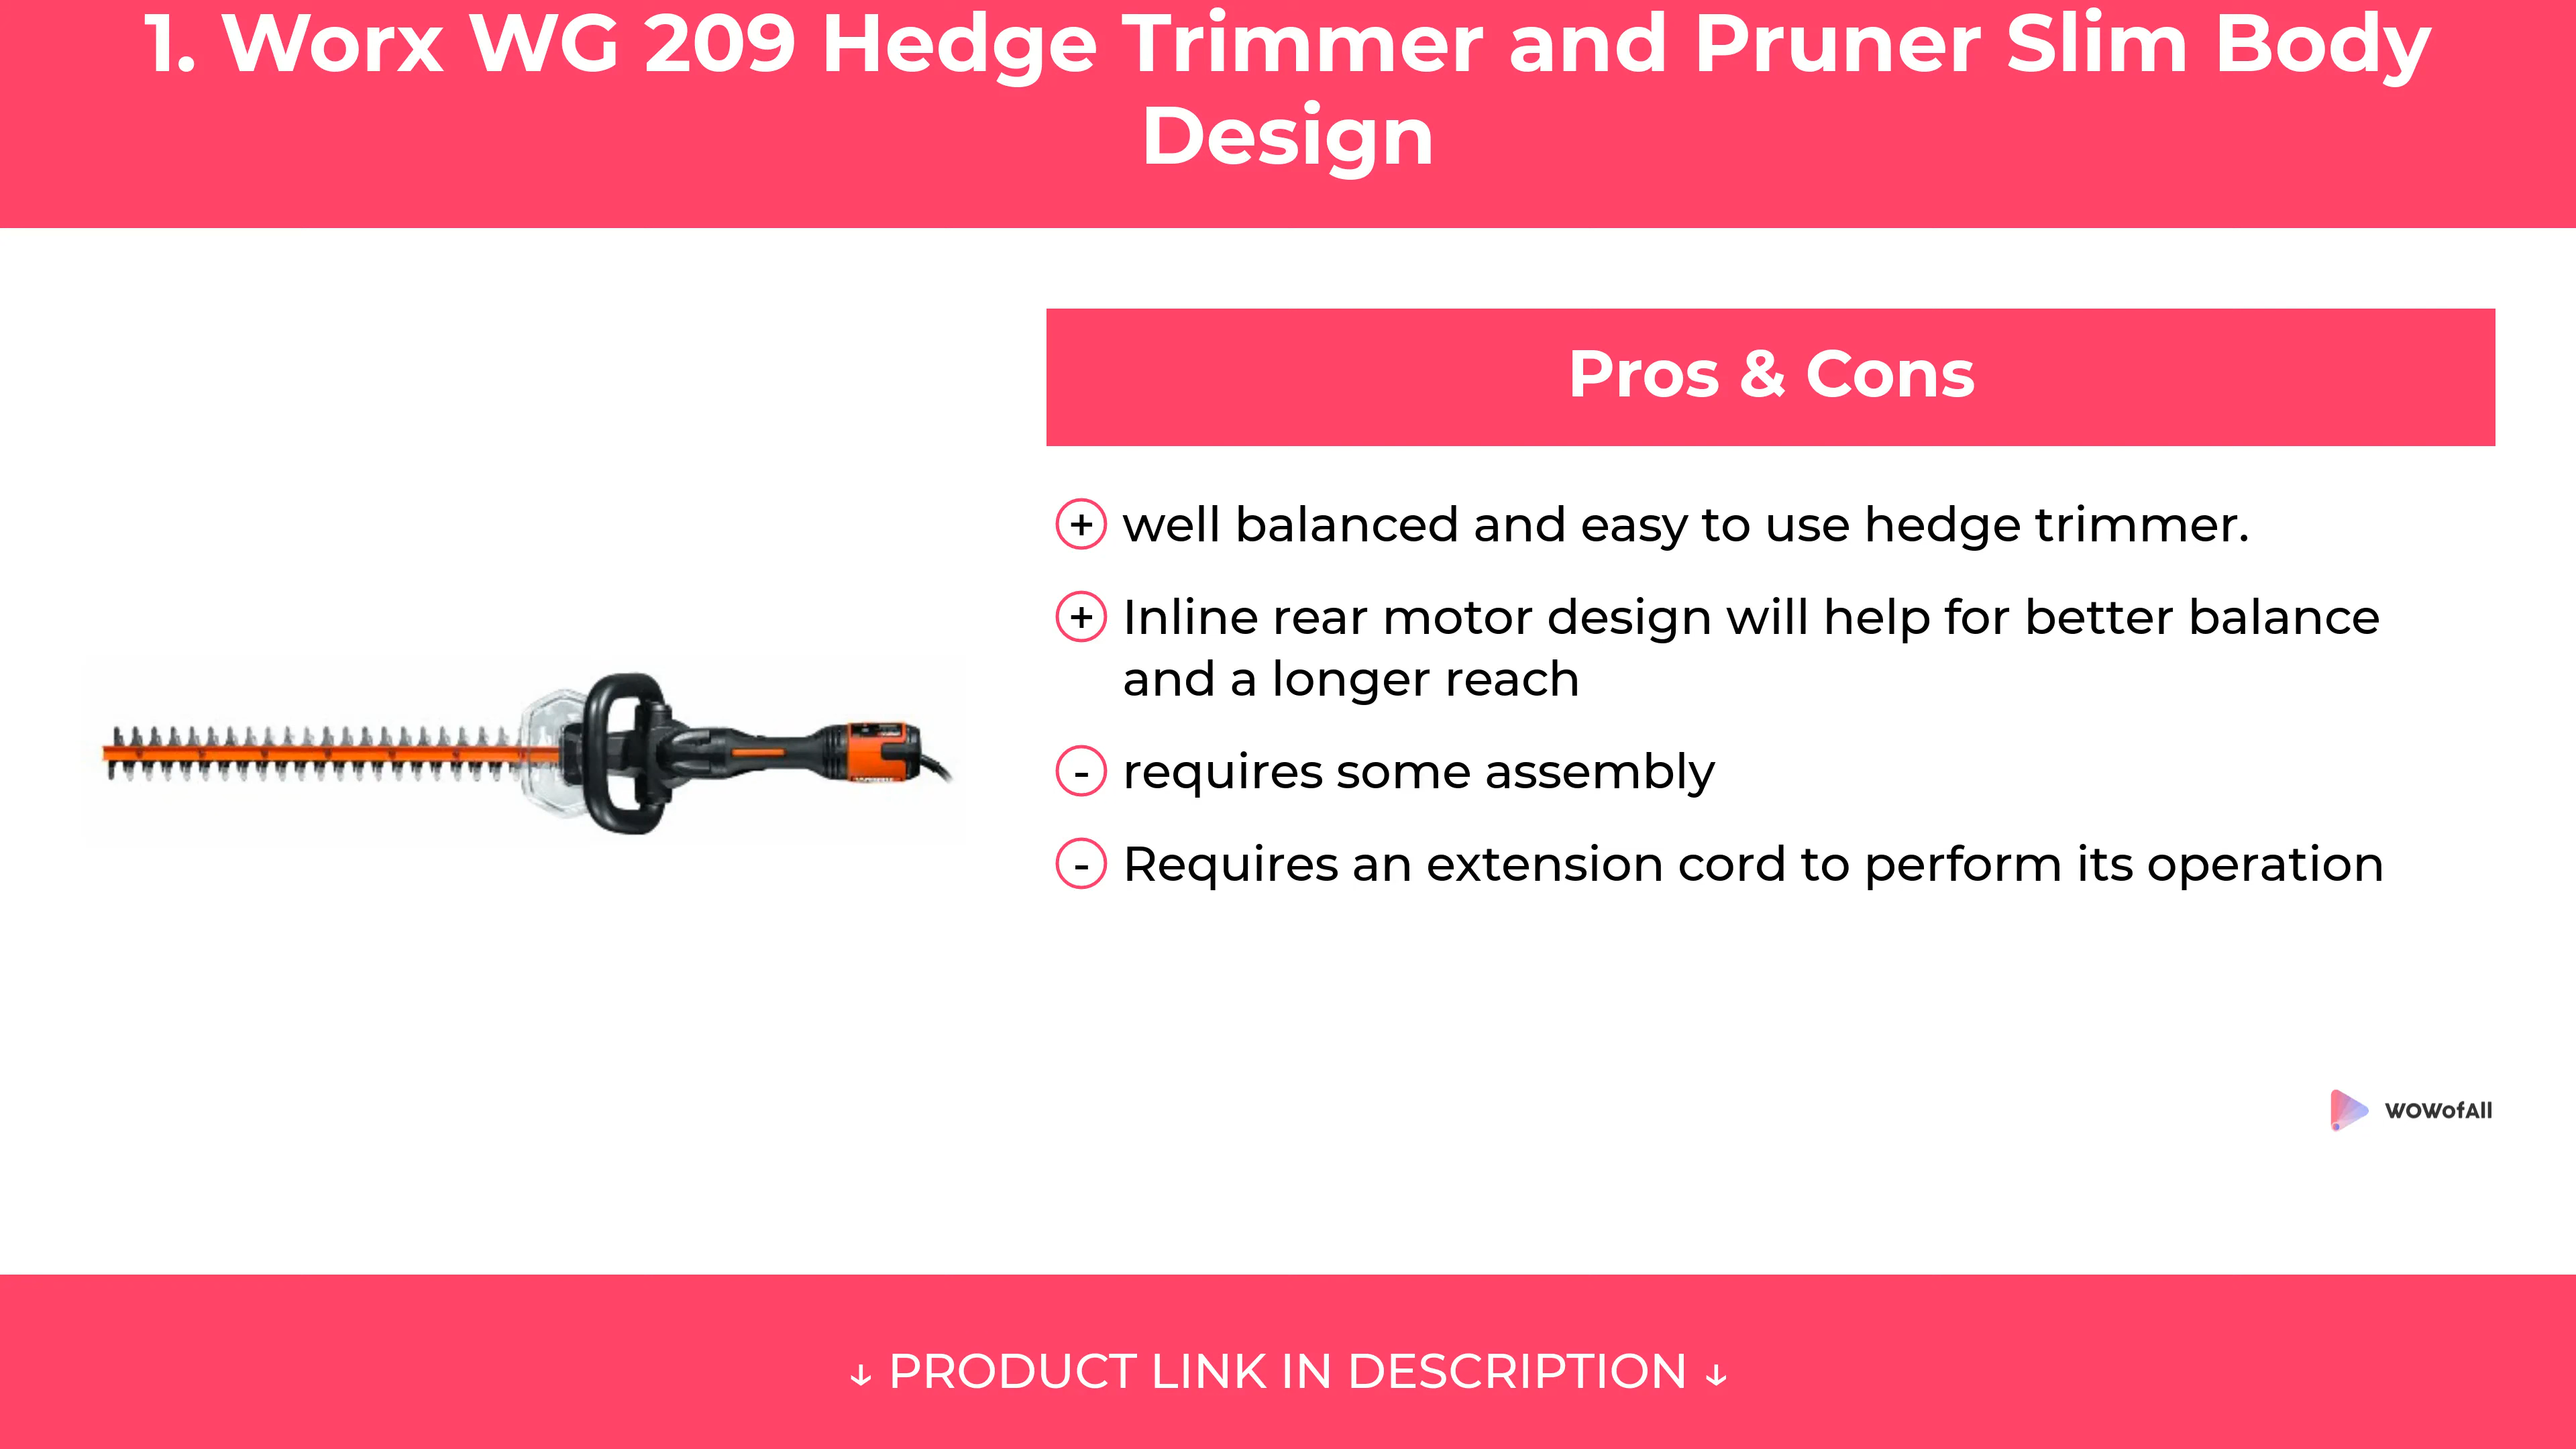 1. Worx WG 209 Hedge Trimmer and Pruner Slim Body
Design
Pros & Cons
+ well balanced and easy to use hedge trimmer.
+ Inline rear motor design will help for better balance
and a longer reach
- requires some assembly
- Requires an extension cord to perform its operation
WOWofAll
↓ PRODUCT LINK IN DESCRIPTION ↓